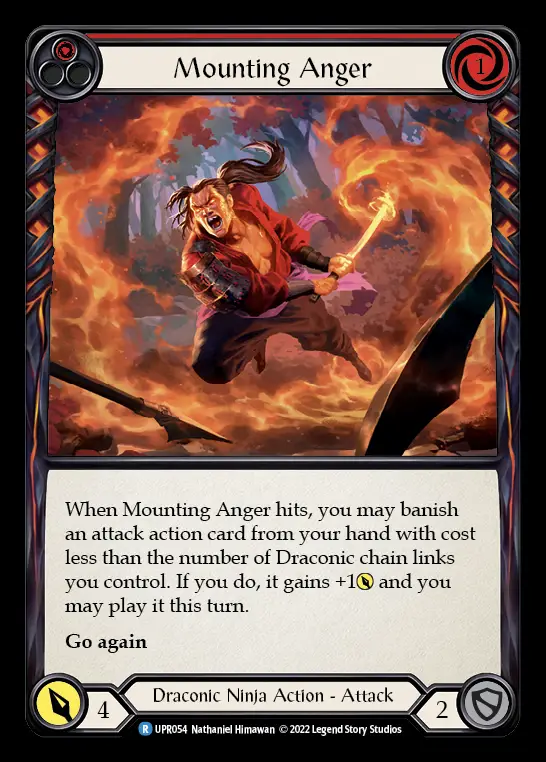 Mounting Anger
1
When Mounting Anger hits, you may banish
an attack action card from your hand with cost
less than the number of Draconic chain links
you control. If you do, it gains +1 and you
may play it this turn.
Go again
4
Draconic Ninja Action - Attack
2
R UPR054 Nathaniel Himawan © 2022 Legend Story Studios